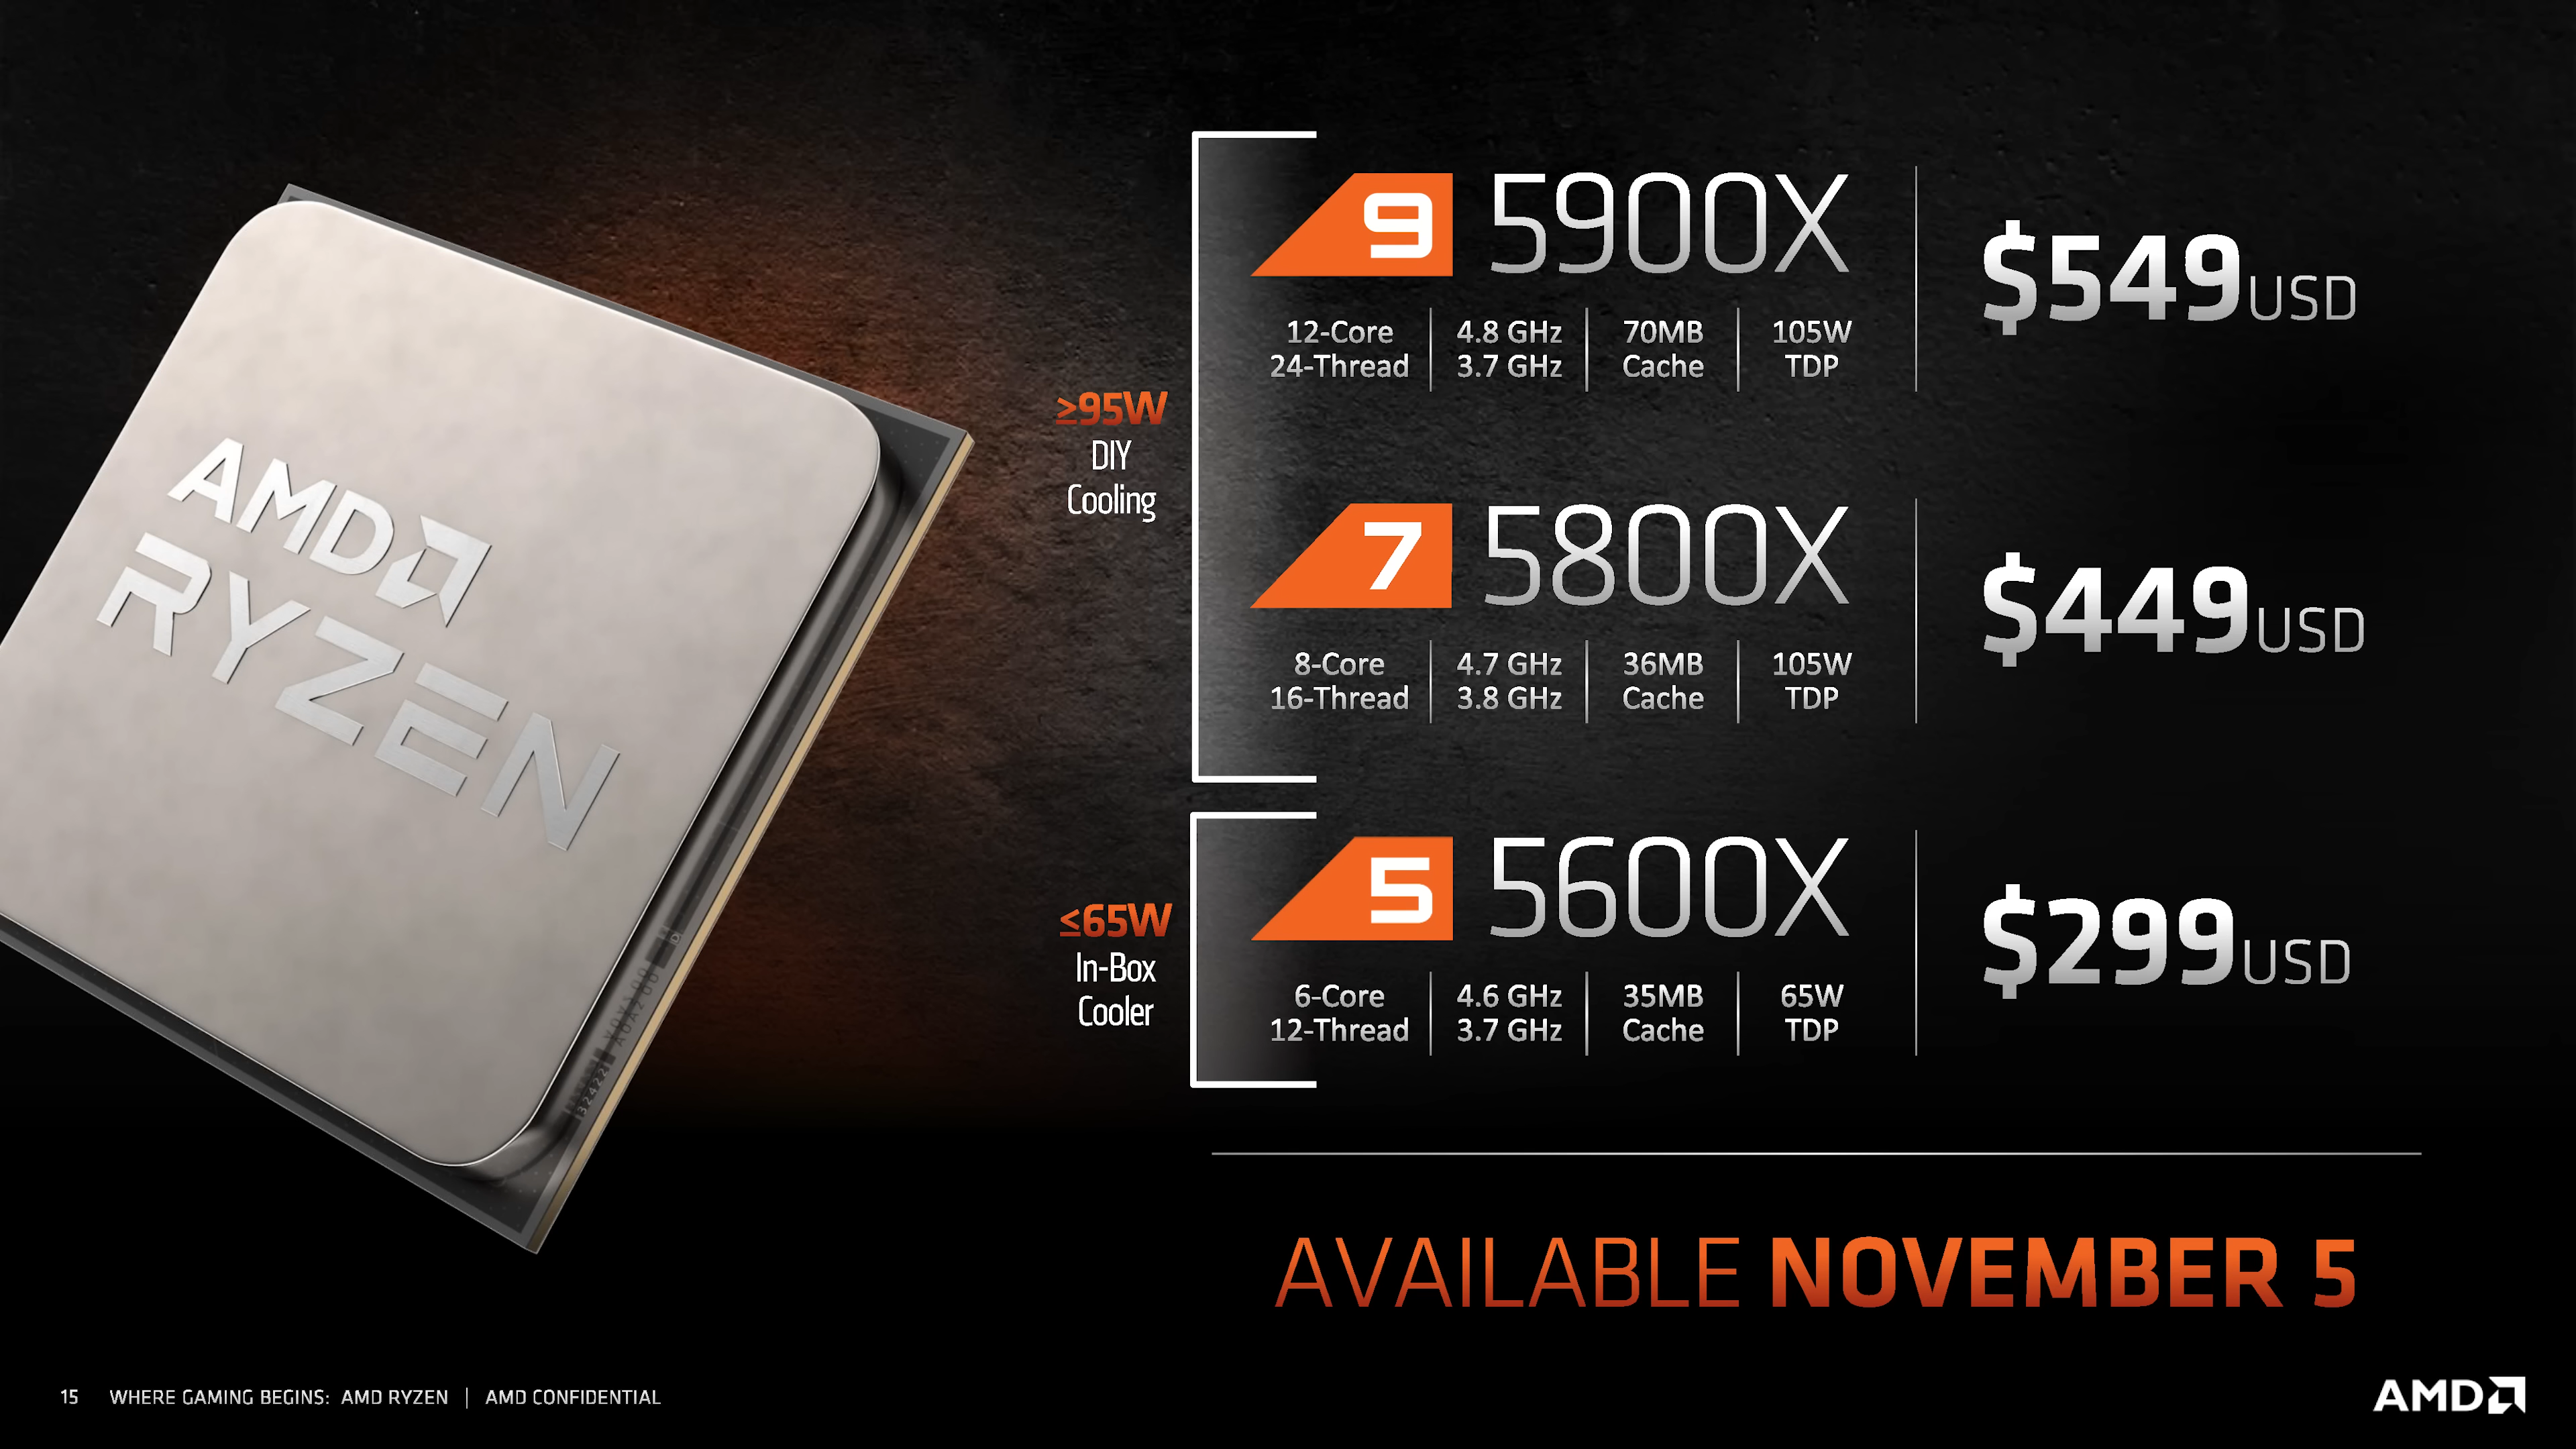 AMD
RYZEN
≥95W
DIY
Cooling
9 5900X
12-Core
24-Thread
4.8 GHz
3.7 GHz
70MB
Cache
105W
TDP
$549USD
7 5800X
8-Core
16-Thread
4.7 GHz
3.8 GHz
36MB
Cache
105W
TDP
$449USD
≤65W
In-Box
Cooler
5 5600X
6-Core
12-Thread
4.6 GHz
3.7 GHz
35MB
Cache
65W
TDP
$299USD
AVAILABLE NOVEMBER 5
15 WHERE GAMING BEGINS: AMD RYZEN | AMD CONFIDENTIAL
AMD